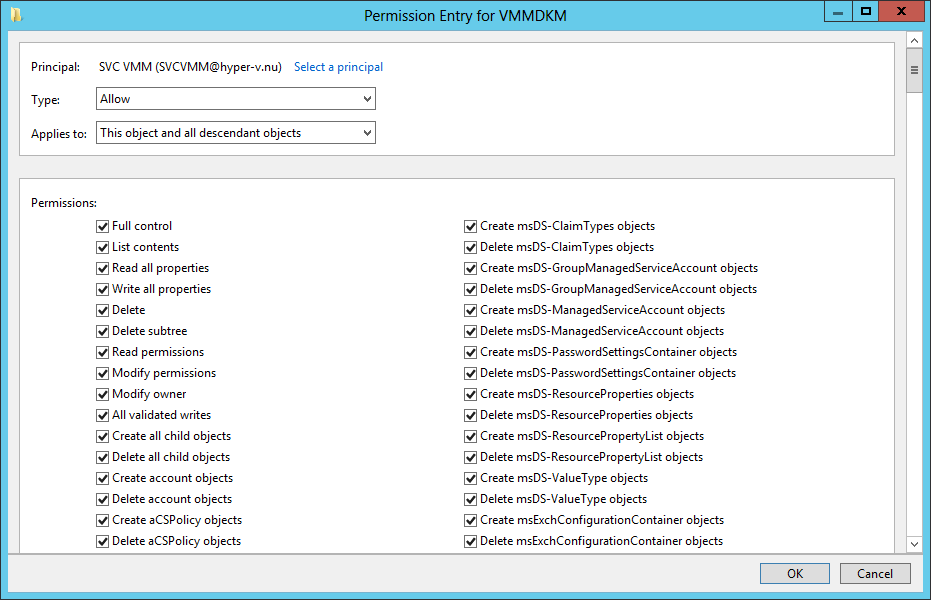 Permission Entry for VMMDKM
Principal: SVC VMM (SVCVMM@hyper-v.nu) Select a principal
Type: Allow
Applies to: This object and all descendant objects
Permissions:
Full control
List contents
Read all properties
Write all properties
Delete
Delete subtree
Read permissions
Modify permissions
Modify owner
All validated writes
Create all child objects
Delete all child objects
Create account objects
Delete account objects
Create aCSPolicy objects
Delete aCSPolicy objects
Create msDS-ClaimTypes objects
Delete msDS-ClaimTypes objects
Create msDS-GroupManagedServiceAccount objects
Delete msDS-GroupManagedServiceAccount objects
Create msDS-ManagedServiceAccount objects
Delete msDS-ManagedServiceAccount objects
Create msDS-PasswordSettingsContainer objects
Delete msDS-PasswordSettingsContainer objects
Create msDS-ResourceProperties objects
Delete msDS-ResourceProperties objects
Create msDS-ResourcePropertyList objects
Delete msDS-ResourcePropertyList objects
Create msDS-ValueType objects
Delete msDS-ValueType objects
Create msExchConfigurationContainer objects
Delete msExchConfigurationContainer objects
OK Cancel